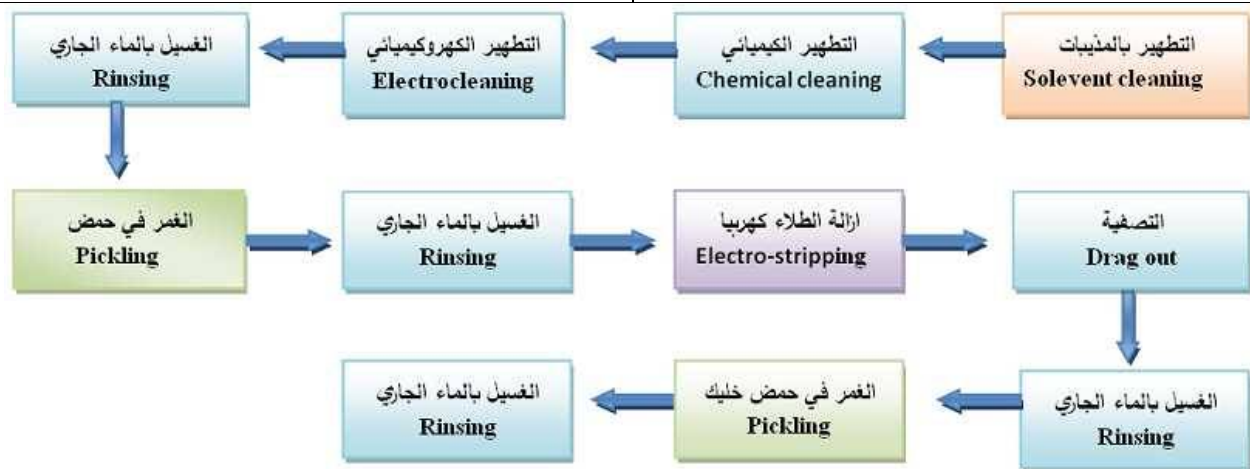 التطهير بالمذيبات
Solevent cleaning
التطهير الكيميائي
Chemical cleaning
التطهير الكهروكيميائي
Electrocleaning
الغسيل بالماء الجاري
Rinsing
الغمر في حمض
Pickling
الغسيل بالماء الجاري
Rinsing
ازالة الطلاء كهربيا
Electro-stripping
التصفية
Drag out
الغسيل بالماء الجاري
Rinsing
الغمر في حمض خليك
Pickling
الغسيل بالماء الجاري
Rinsing